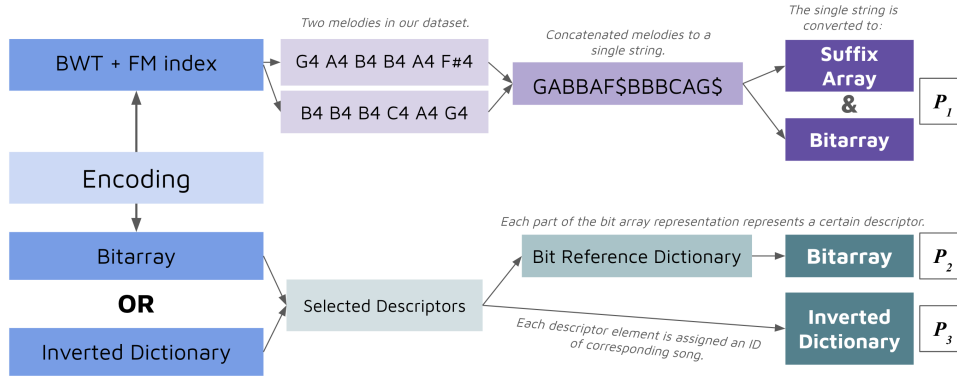 Two melodies in our dataset.
Concatenated melodies to a
single string.
The single string is
converted to:
BWT + FM index
G4 A4 B4 B4 A4 F#4
B4 B4 B4 C4 A4 G4
GABBAF$BBBCAG$
Suffix
Array
&
Bitarray
P1
Encoding
Each part of the bit array representation represents a certain descriptor.
Bitarray
OR
Inverted Dictionary
Selected Descriptors
Bit Reference Dictionary
Bitarray
P2
Each descriptor element is assigned an ID
of corresponding song.
Inverted
Dictionary
P3